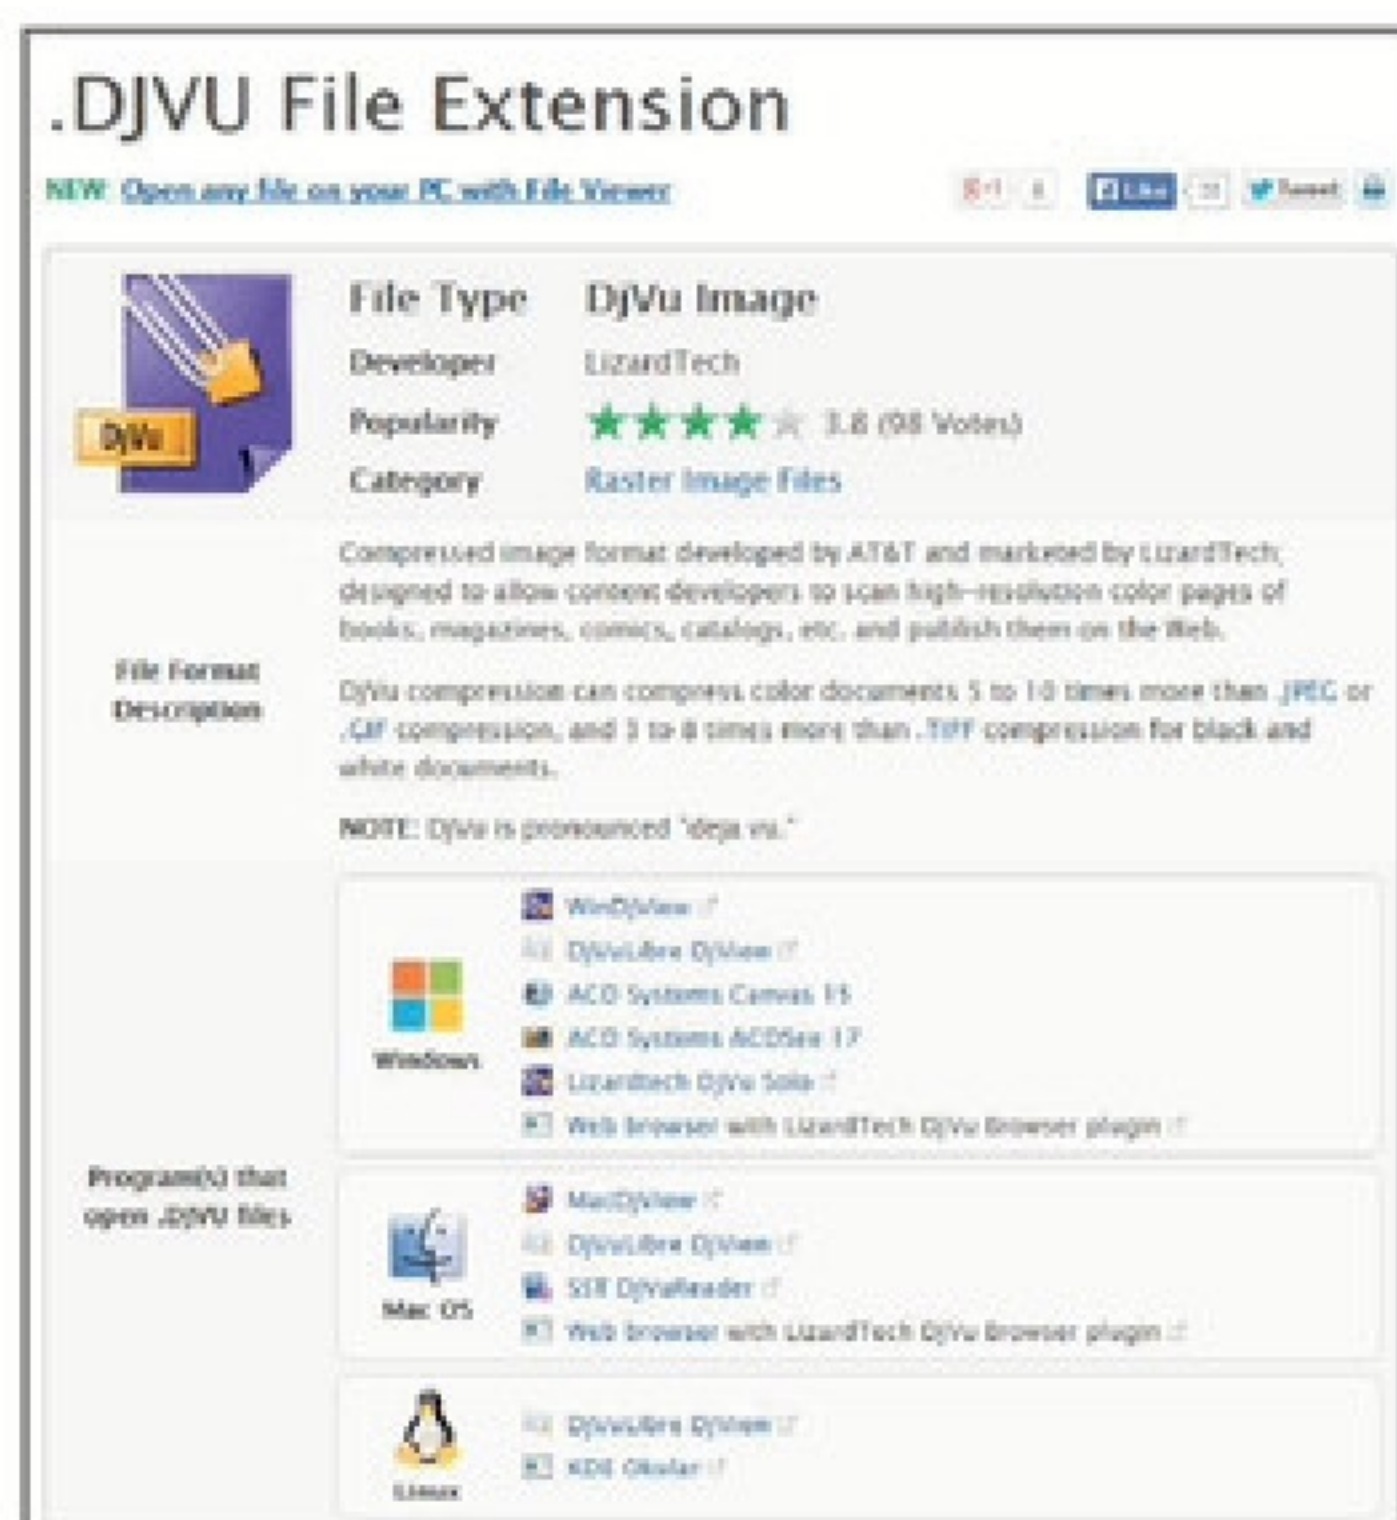 .DJVU File Extension
NEW Open any file on your PC with File Viewer
Like
Tweet
File Type DjVu Image
DjVu
Developer LizardTech
Popularity 3.8 (98 Votes)
Category Raster Image Files
File Format
Description
Compressed image format developed by AT&T and marketed by LizardTech;
designed to allow content developers to scan high-resolution color pages of
books, magazines, comics, catalogs, etc. and publish them on the Web.
DjVu compression can compress color documents 5 to 10 times more than .JPEG or
.GIF compression, and 3 to 8 times more than .TIFF compression for black and
white documents.
NOTE: DjVu is pronounced "deja vu."
Program(s) that
open .DJVU files
Windows
WinDjView
DjVuLibre DjView
ACD Systems Canvas 15
ACD Systems ACDSee 17
Lizardtech DjVu Solo
Web browser with LizardTech DjVu Browser plugin
Mac OS
MacDjView
DjVuLibre DjView
SST DjVuReader
Web browser with LizardTech DjVu Browser plugin
Linux
DjVuLibre DjView
KDE Okular